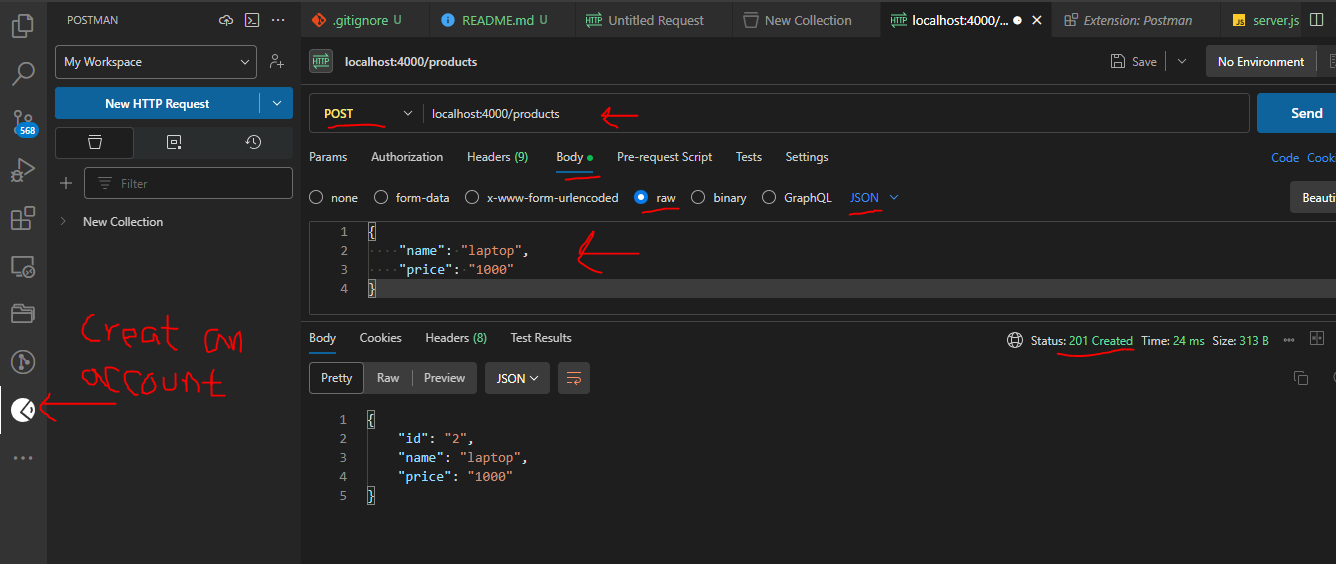 POSTMAN
.gitignore U
README.md U
Untitled Request
New Collection
localhost:4000/...
Extension: Postman
server.js
My Workspace
localhost:4000/products
Save
No Environment
New HTTP Request
POST
localhost:4000/products
Send
568
Params Authorization Headers (9) Body Pre-request Script Tests Settings
Code
Filter
none form-data x-www-form-urlencoded raw binary GraphQL JSON
New Collection
1 {
2 "name": "laptop",
3 "price": "1000"
4 }
Creat an
account
Body Cookies Headers (8) Test Results
Status: 201 Created Time: 24 ms Size: 313 B
Pretty Raw Preview JSON
1 {
2 "id": "2",
3 "name": "laptop",
4 "price": "1000"
5 }